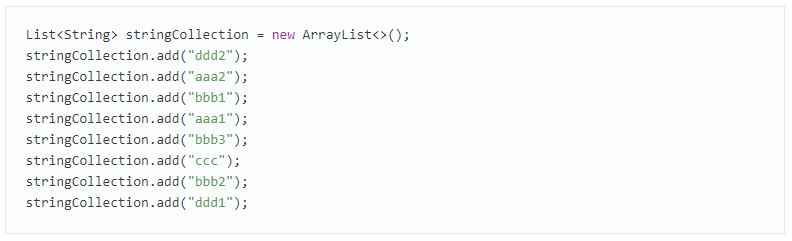 List<String> stringCollection = new ArrayList<>();
stringCollection.add("ddd2");
stringCollection.add("aaa2");
stringCollection.add("bbb1");
stringCollection.add("aaa1");
stringCollection.add("bbb3");
stringCollection.add("ccc");
stringCollection.add("bbb2");
stringCollection.add("ddd1");